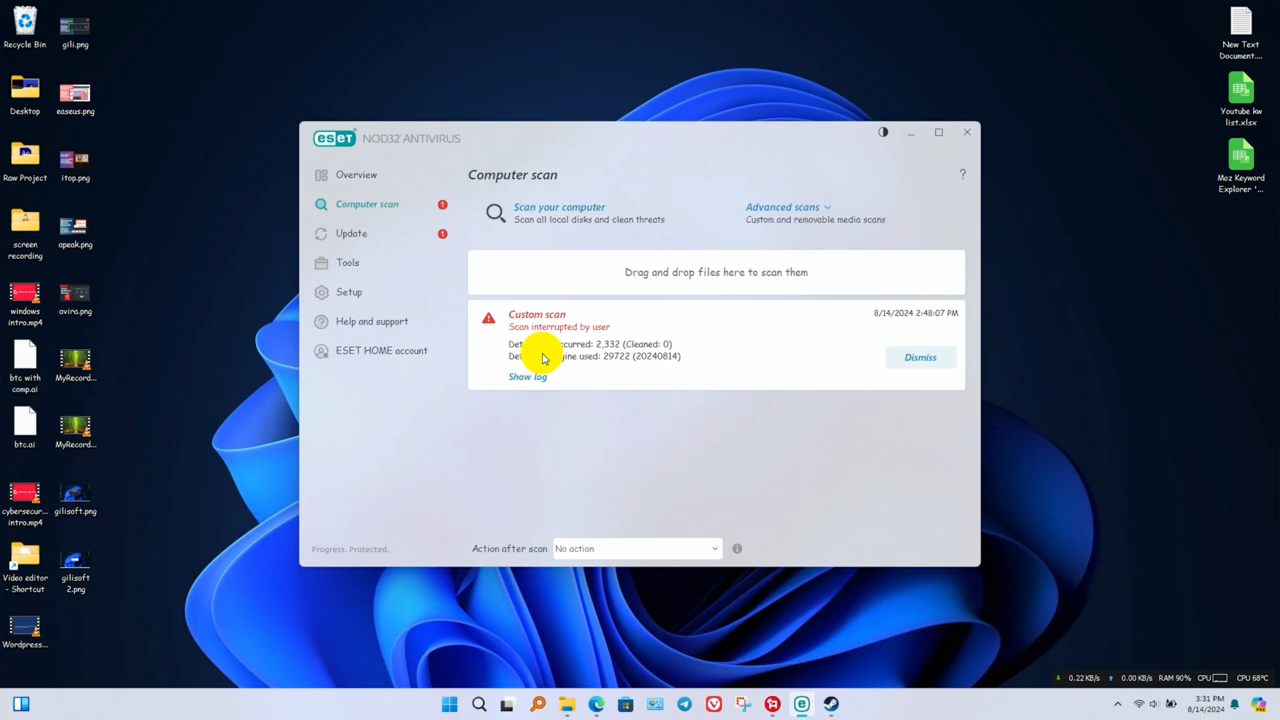 Recycle Bin
gili.png
Desktop
easeus.png
Raw Project
itop.png
screen
recording
apeak.png
windows
intro.mp4
avira.png
btc with
comp.ai
MyRecord...
btc.ai
MyRecord...
cybersecur...
intro.mp4
gilisoft.png
Video editor
- Shortcut
gilisoft
2.png
Wordpress...
eset
NOD32 ANTIVIRUS
Overview
Computer scan
1
Update
1
Tools
Setup
Help and support
ESET HOME account
Progress. Protected.
Computer scan
?
Scan your computer
Scan all local disks and clean threats
Advanced scans
Custom and removable media scans
Drag and drop files here to scan them
Custom scan
8/14/2024 2:48:07 PM
Scan interrupted by user
2,332 (Cleaned: 0)
used: 29722 (20240814)
Dismiss
Show log
Action after scan
No action
New Text
Document....
Youtube kw
list.xlsx
Moz Keyword
Explorer '...
0.22 KB/s
0.00 KB/s
RAM 90%
CPU
CPU 68°C
3:31 PM
8/14/2024